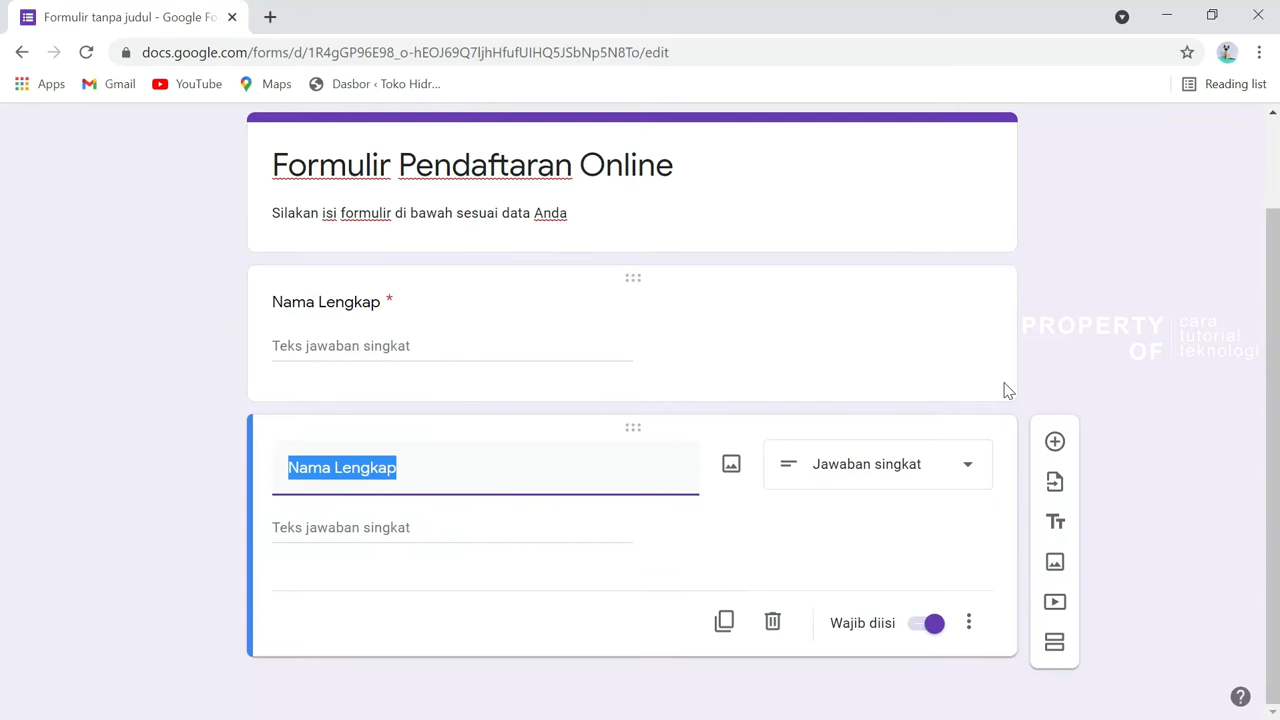 Formulir tanpa judul - Google Fo
docs.google.com/forms/d/1R4gGP96E98_o-hEOJ69Q7IjhHfufUIHQ5JSbNp5N8To/edit
Apps
Gmail
YouTube
Maps
Dasbor ‹ Toko Hidr...
Reading list
Formulir Pendaftaran Online
Silakan isi formulir di bawah sesuai data Anda
Nama Lengkap *
Teks jawaban singkat
PROPERTY OF
cara tutorial teknologi
Nama Lengkap
Jawaban singkat
Teks jawaban singkat
Wajib diisi